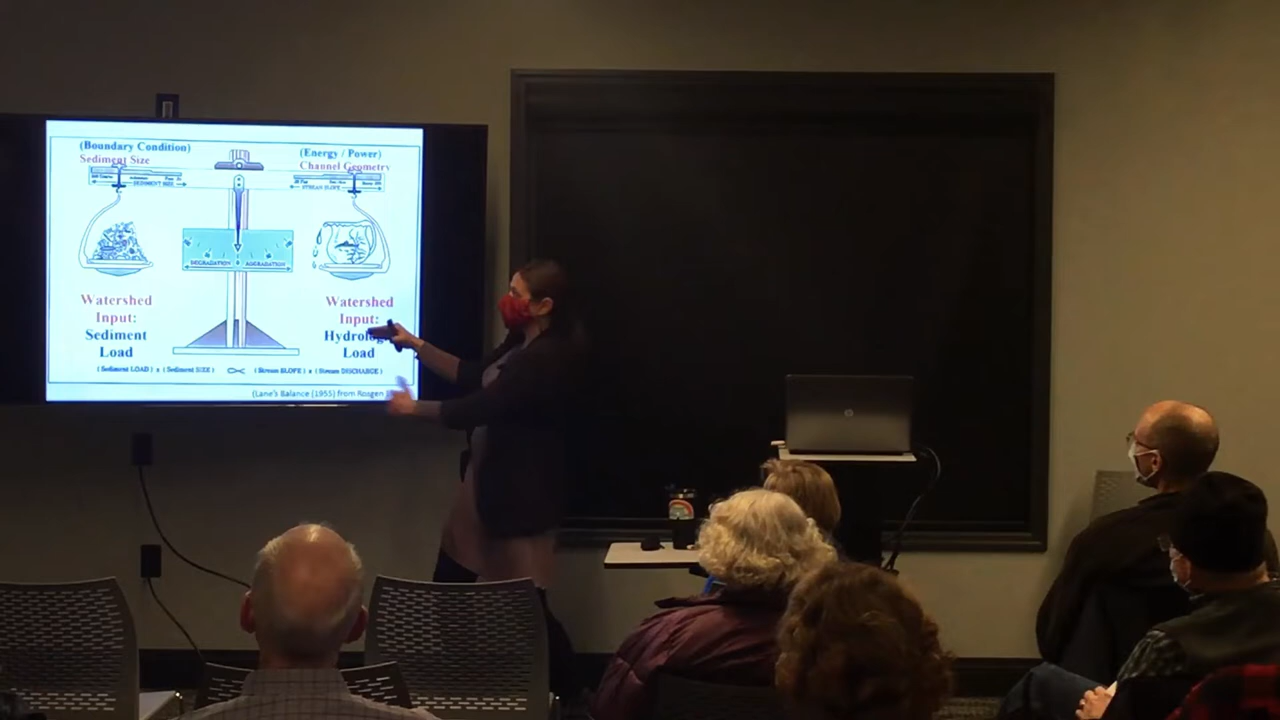 (Boundary Condition)
Sediment Size
SEDIMENT SIZE
(Energy / Power)
Channel Geometry
STREAM SLOPE
DEGRADATION
AGGRADATION
Watershed
Input:
Sediment
Load
Watershed
Input:
Load
(Sediment LOAD) x (Sediment SIZE) ∝ (Stream SLOPE) x (Stream DISCHARGE)
(Lane's Balance (1955) from Rosgen